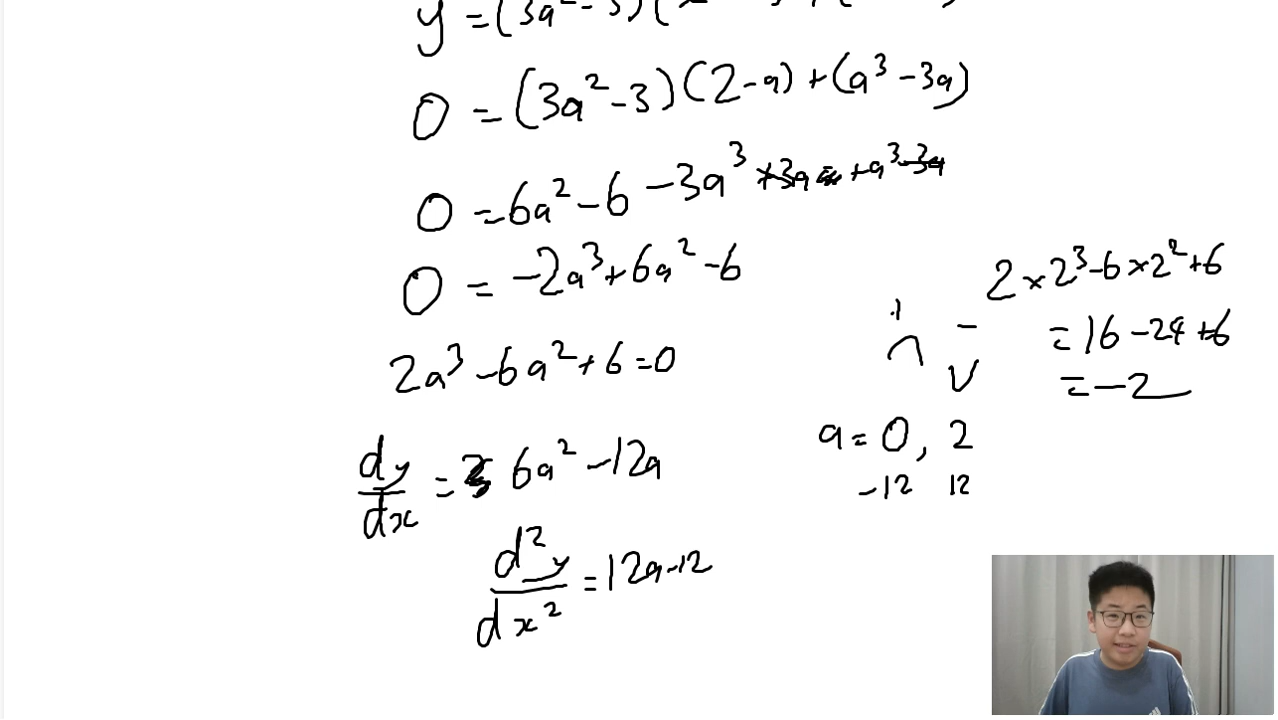 y = (3a² - 3)(
0 = (3a² - 3)(2 - a) + (a³ - 3a)
0 = 6a² - 6 - 3a³ + 3a + a³ - 3a
0 = -2a³ + 6a² - 6
2a³ - 6a² + 6 = 0
dy/dx = 6a² - 12a
d²y/dx² = 12a - 12
2 × 2³ - 6 × 2² + 6
= 16 - 24 + 6
= -2
+ -
a = 0, 2
-12 12